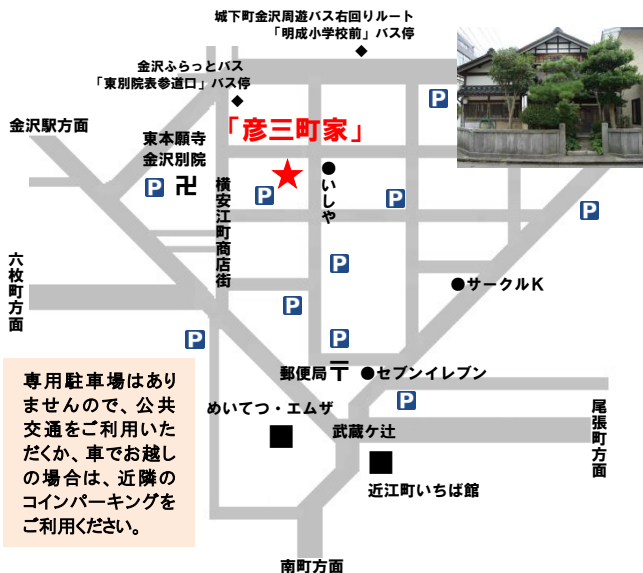 城下町金沢周遊バス右回りルート
「明成小学校前」バス停
金沢ふらっとバス
「東別院表参道口」バス停
P
金沢駅方面
「彦三町家」
東本願寺
金沢別院
卍
P
横安江町商店街
P
いしや
P
P
六枚町方面
P
サークルK
P
P
P
郵便局〒
セブンイレブン
専用駐車場はあり
ませんので、公共
交通をご利用いた
だくか、車でお越し
の場合は、近隣の
コインパーキングを
ご利用ください。
めいてつ・エムザ
P
武蔵ケ辻
尾張町方面
近江町いちば館
南町方面